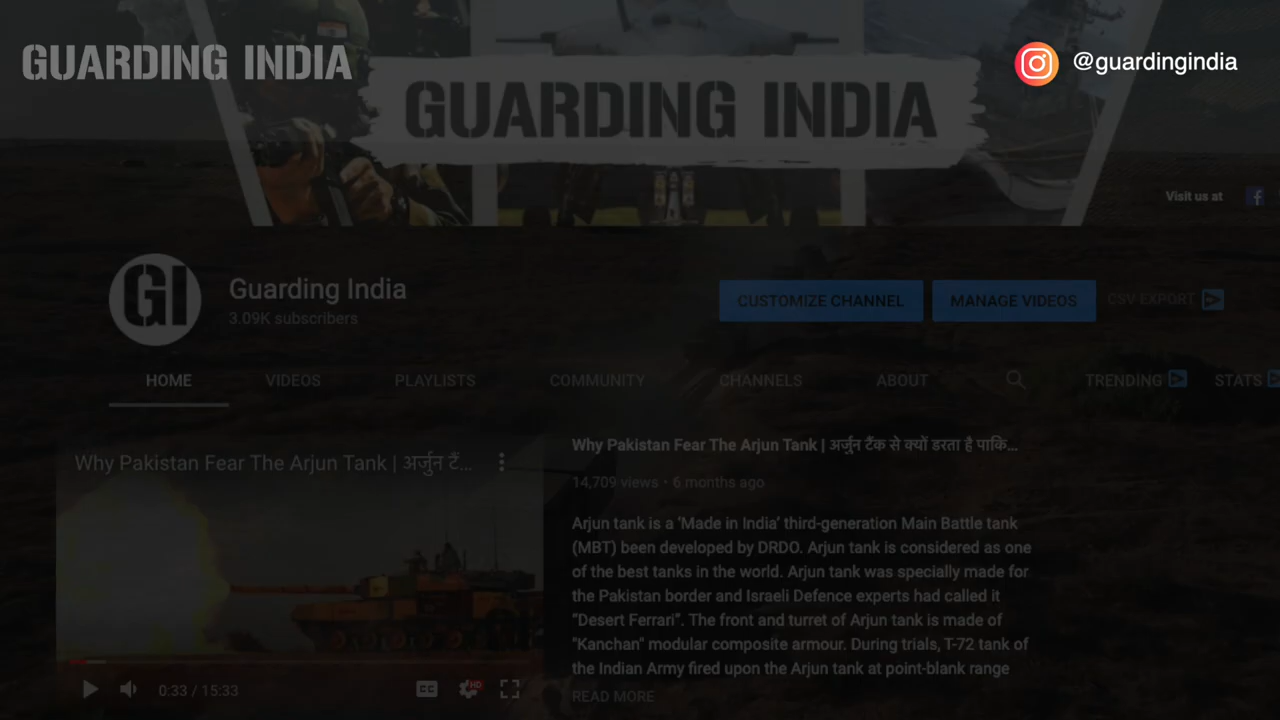 GUARDING INDIA
@guardingindia
GUARDING INDIA
Visit us at
GI
Guarding India
3.09K subscribers
CUSTOMIZE CHANNEL
MANAGE VIDEOS
CSV EXPORT
HOME
VIDEOS
PLAYLISTS
COMMUNITY
CHANNELS
ABOUT
TRENDING
STATS
Why Pakistan Fear The Arjun Tank | अर्जुन टैं...
0:33 / 15:33
CC
HD
Why Pakistan Fear The Arjun Tank | अर्जुन टैंक से क्यों डरता है पाकि...
14,709 views • 6 months ago
Arjun tank is a ‘Made in India’ third-generation Main Battle tank
(MBT) been developed by DRDO. Arjun tank is considered as one
of the best tanks in the world. Arjun tank was specially made for
the Pakistan border and Israeli Defence experts had called it
“Desert Ferrari”. The front and turret of Arjun tank is made of
"Kanchan" modular composite armour. During trials, T-72 tank of
the Indian Army fired upon the Arjun tank at point-blank range
READ MORE